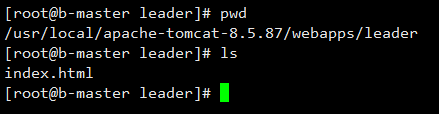 [root@b-master leader]# pwd
/usr/local/apache-tomcat-8.5.87/webapps/leader
[root@b-master leader]# ls
index.html
[root@b-master leader]#